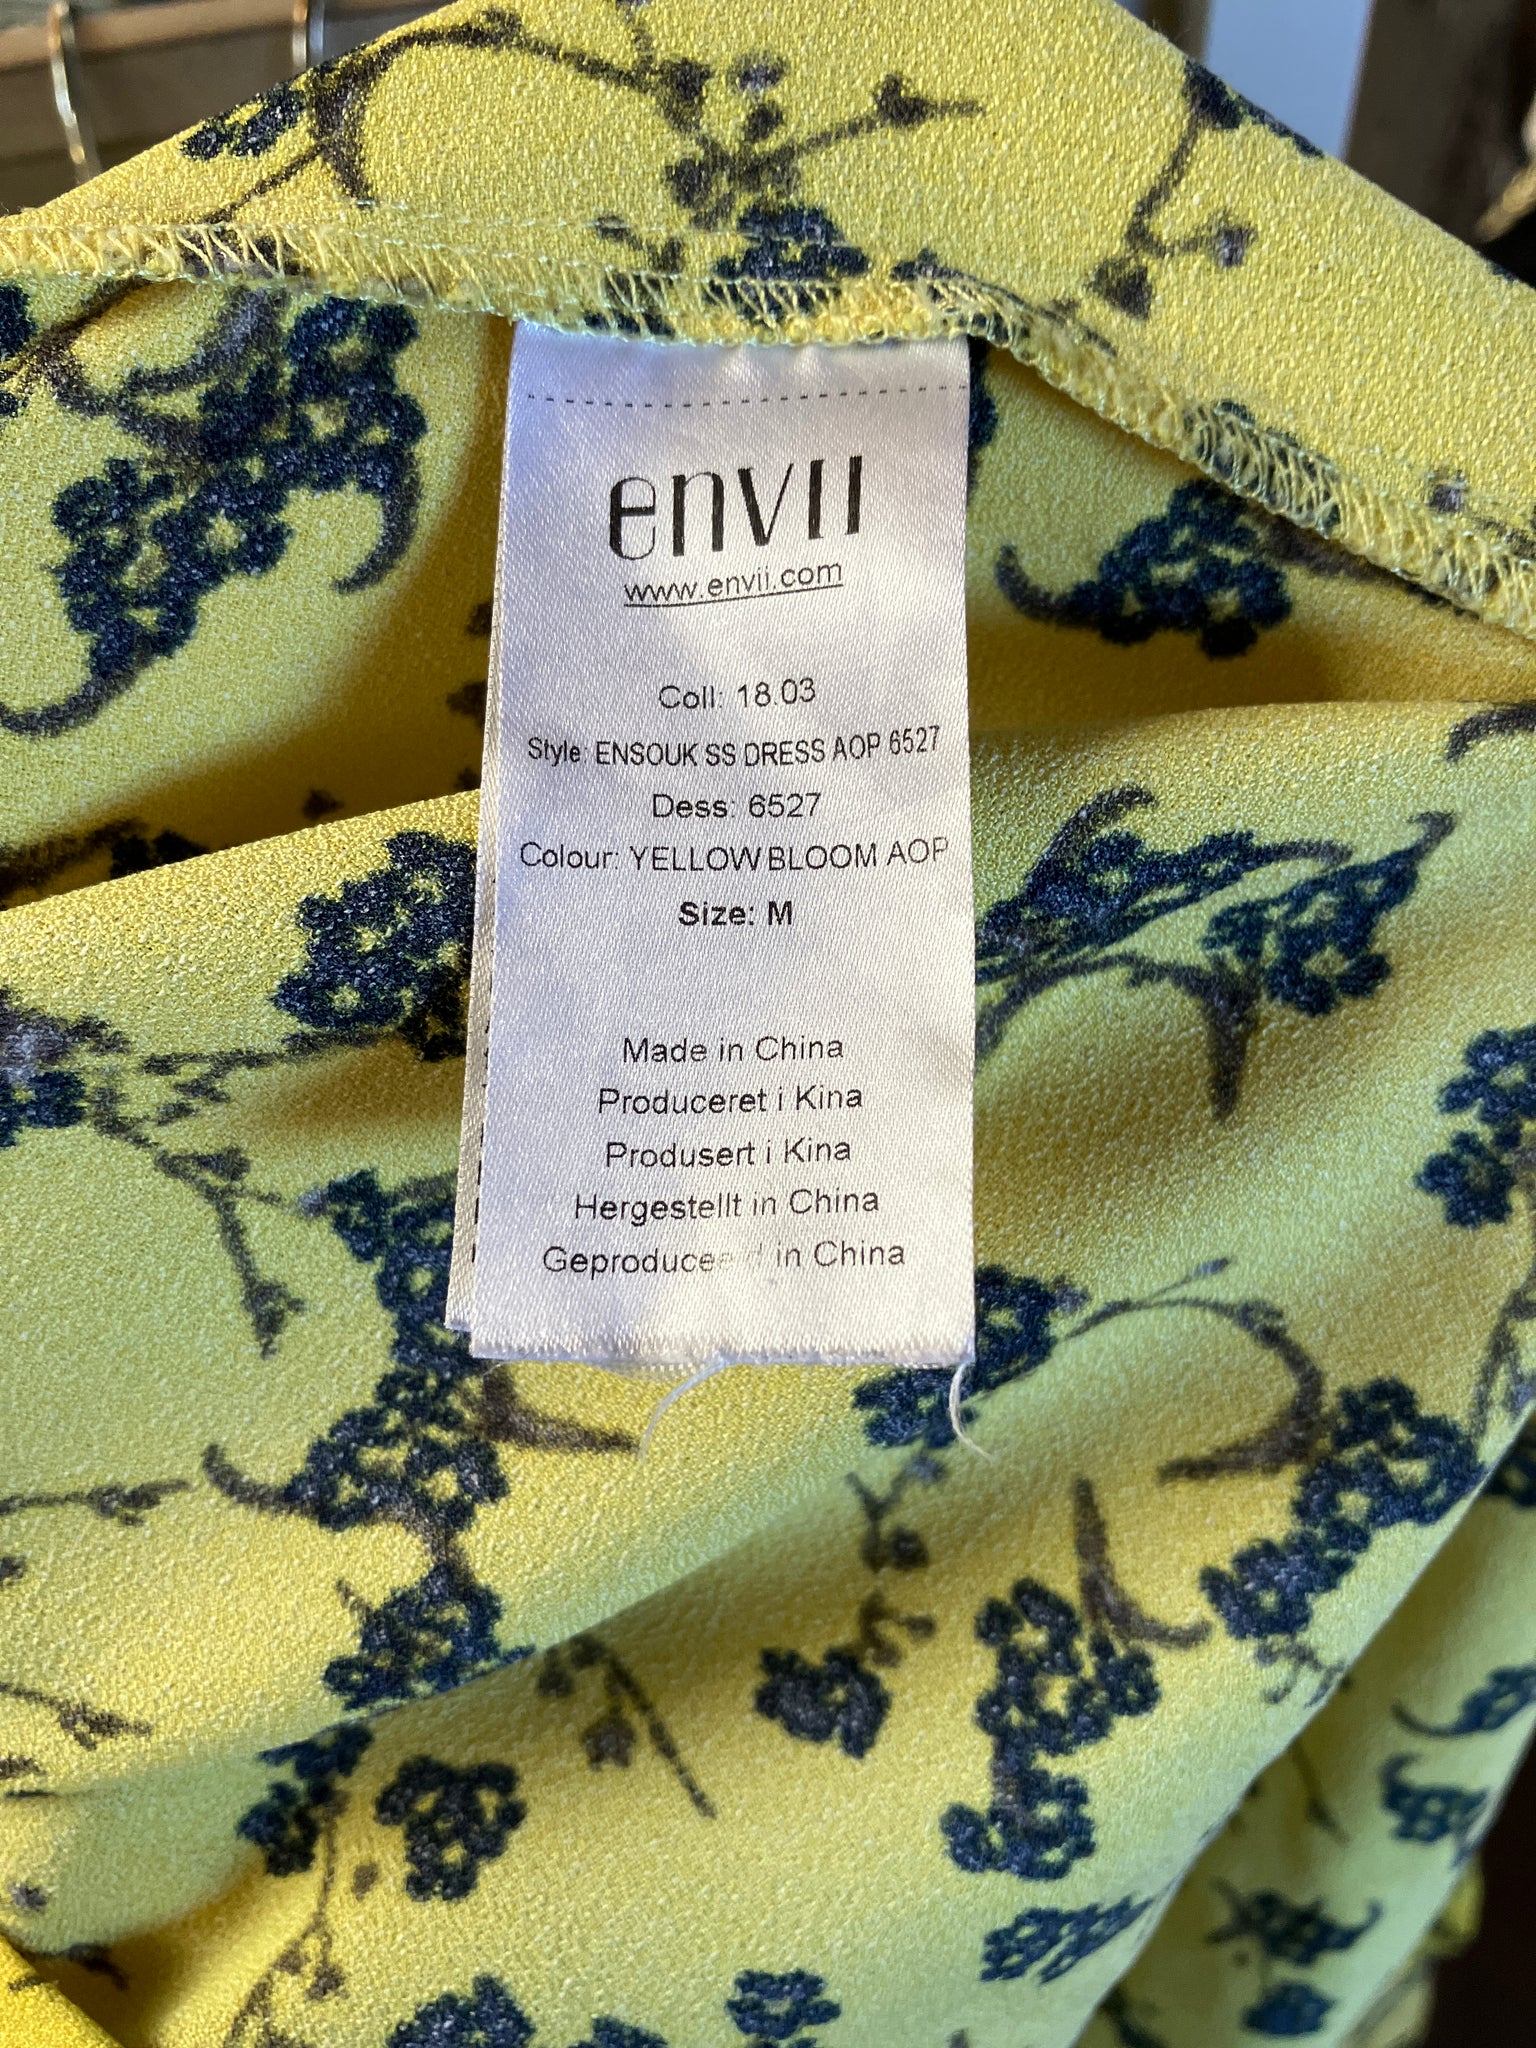 envii
www.envii.com
Coll: 18.03
Style: ENSOUK SS DRESS AOP 6527
Dess: 6527
Colour: YELLOW BLOOM AOP
Size: M
Made in China
Produceret i Kina
Produsert i Kina
Hergestellt in China
Geproduceerd in China